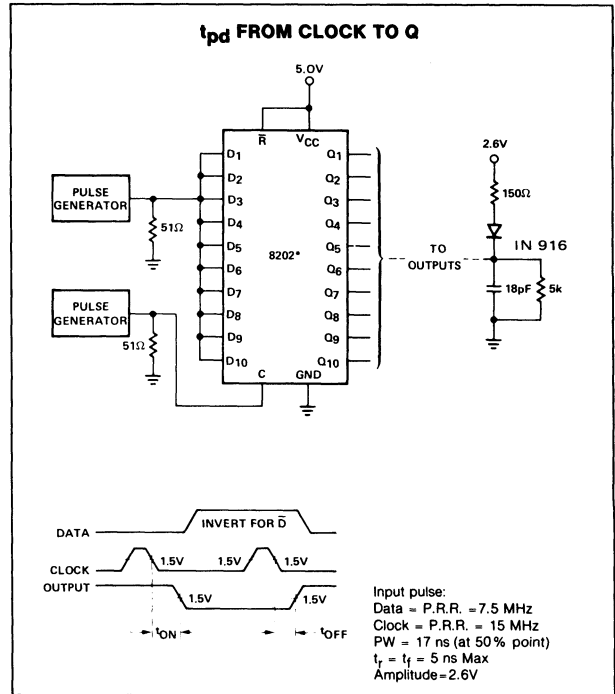 tpd FROM CLOCK TO Q
5.0V
R̅ VCC
D1 Q1
D2 Q2
D3 Q3
D4 Q4
D5 Q5
D6 Q6
D7 Q7
D8 Q8
D9 Q9
D10 Q10
8202*
C GND
PULSE
GENERATOR
51Ω
PULSE
GENERATOR
51Ω
TO
OUTPUTS
2.6V
150Ω
IN 916
18pF 5k
DATA INVERT FOR D̅
CLOCK 1.5V 1.5V 1.5V
OUTPUT 1.5V 1.5V
tON tOFF
Input pulse:
Data = P.R.R. = 7.5 MHz
Clock = P.R.R. = 15 MHz
PW = 17 ns (at 50% point)
tr = tf = 5 ns Max
Amplitude=2.6V